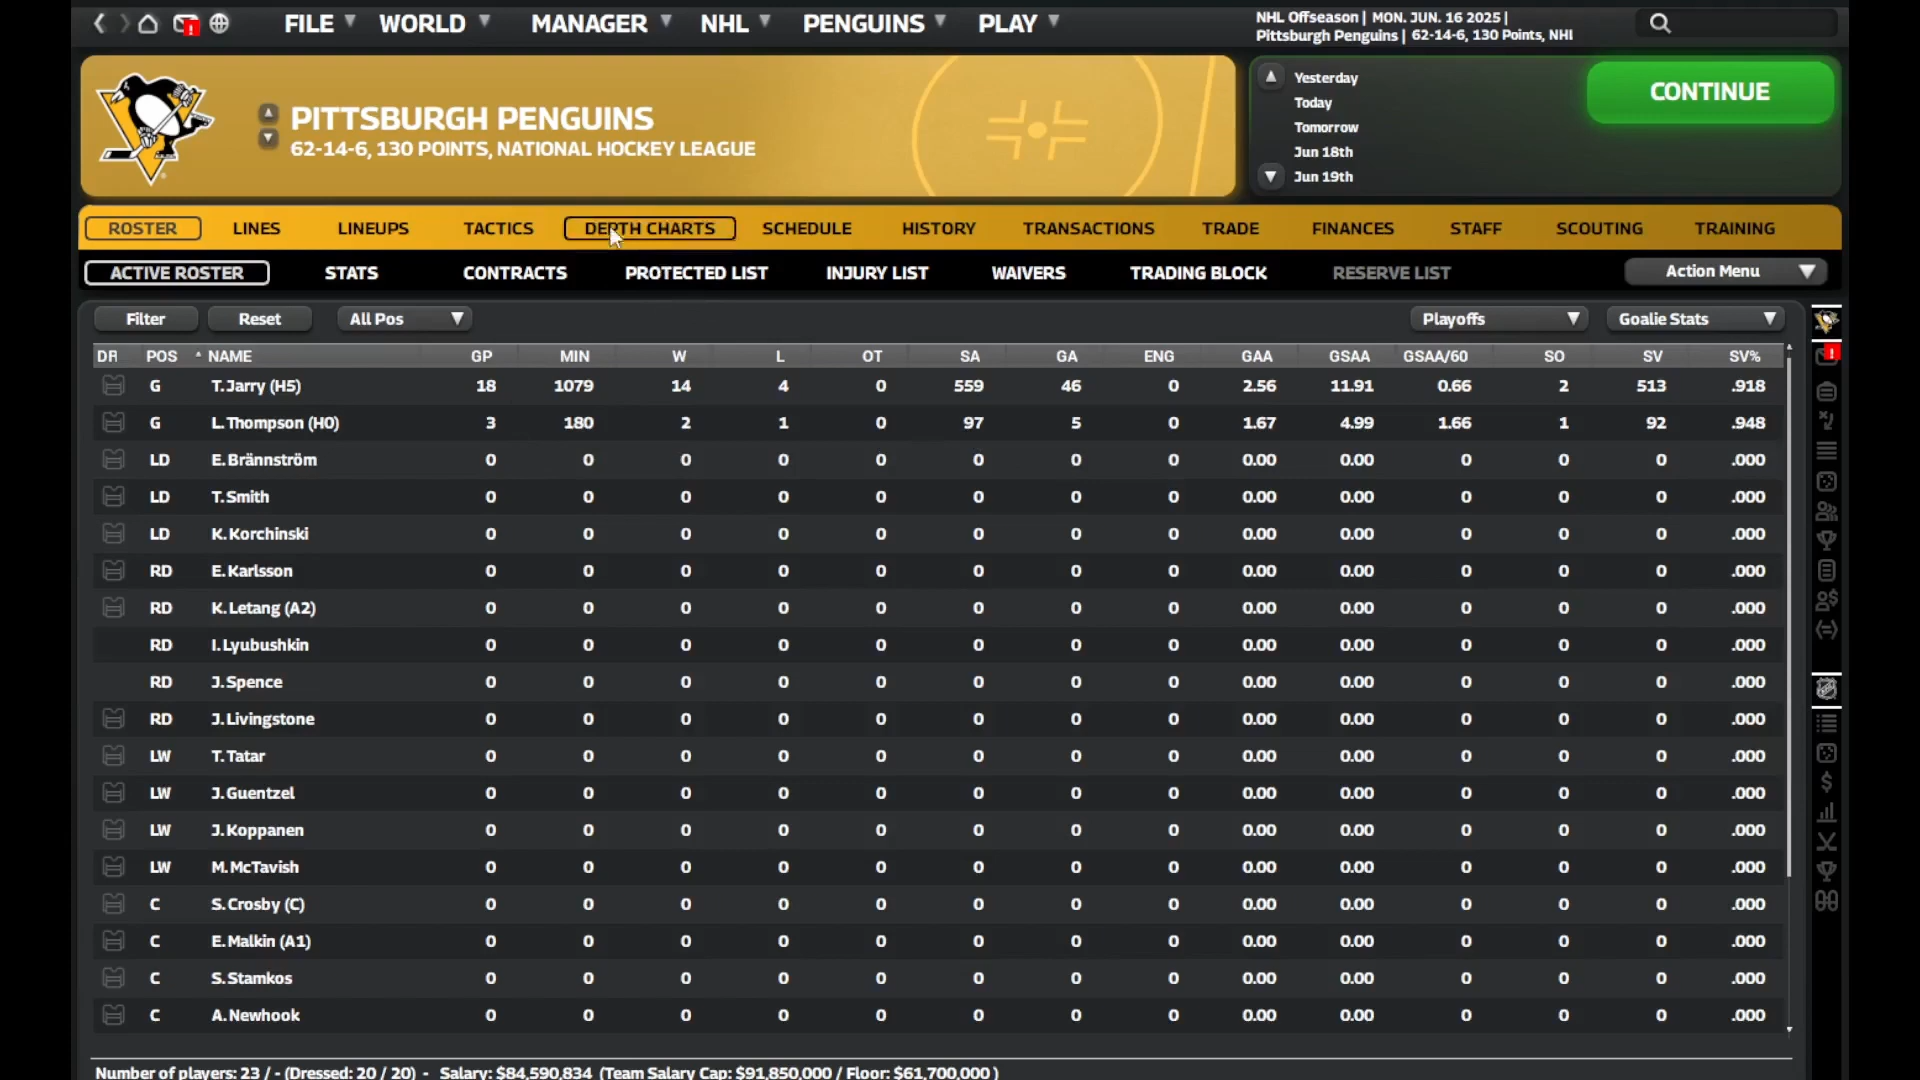 FILE WORLD MANAGER NHL PENGUINS PLAY
NHL Offseason | MON. JUN. 16 2025 |
Pittsburgh Penguins | 62-14-6, 130 Points, NHI
PITTSBURGH PENGUINS
62-14-6, 130 POINTS, NATIONAL HOCKEY LEAGUE
Yesterday
Today
Tomorrow
Jun 18th
Jun 19th
CONTINUE
ROSTER LINES LINEUPS TACTICS DEPTH CHARTS SCHEDULE HISTORY TRANSACTIONS TRADE FINANCES STAFF SCOUTING TRAINING
ACTIVE ROSTER STATS CONTRACTS PROTECTED LIST INJURY LIST WAIVERS TRADING BLOCK RESERVE LIST Action Menu
Filter Reset All Pos Playoffs Goalie Stats
DR POS NAME GP MIN W L OT SA GA ENG GAA GSAA GSAA/60 SO SV SV%
G T. Jarry (H5) 18 1079 14 4 0 559 46 0 2.56 11.91 0.66 2 513 .918
G L. Thompson (H0) 3 180 2 1 0 97 5 0 1.67 4.99 1.66 1 92 .948
LD E. Brännström 0 0 0 0 0 0 0 0 0.00 0.00 0 0 0 .000
LD T. Smith 0 0 0 0 0 0 0 0 0.00 0.00 0 0 0 .000
LD K. Korchinski 0 0 0 0 0 0 0 0 0.00 0.00 0 0 0 .000
RD E. Karlsson 0 0 0 0 0 0 0 0 0.00 0.00 0 0 0 .000
RD K. Letang (A2) 0 0 0 0 0 0 0 0 0.00 0.00 0 0 0 .000
RD I. Lyubushkin 0 0 0 0 0 0 0 0 0.00 0.00 0 0 0 .000
RD J. Spence 0 0 0 0 0 0 0 0 0.00 0.00 0 0 0 .000
RD J. Livingstone 0 0 0 0 0 0 0 0 0.00 0.00 0 0 0 .000
LW T. Tatar 0 0 0 0 0 0 0 0 0.00 0.00 0 0 0 .000
LW J. Guentzel 0 0 0 0 0 0 0 0 0.00 0.00 0 0 0 .000
LW J. Koppanen 0 0 0 0 0 0 0 0 0.00 0.00 0 0 0 .000
LW M. McTavish 0 0 0 0 0 0 0 0 0.00 0.00 0 0 0 .000
C S. Crosby (C) 0 0 0 0 0 0 0 0 0.00 0.00 0 0 0 .000
C E. Malkin (A1) 0 0 0 0 0 0 0 0 0.00 0.00 0 0 0 .000
C S. Stamkos 0 0 0 0 0 0 0 0 0.00 0.00 0 0 0 .000
C A. Newhook 0 0 0 0 0 0 0 0 0.00 0.00 0 0 0 .000
Number of players: 23 / - (Dressed: 20 / 20) - Salary: $84,590,834 (Team Salary Cap: $91,850,000 / Floor: $61,700,000 )